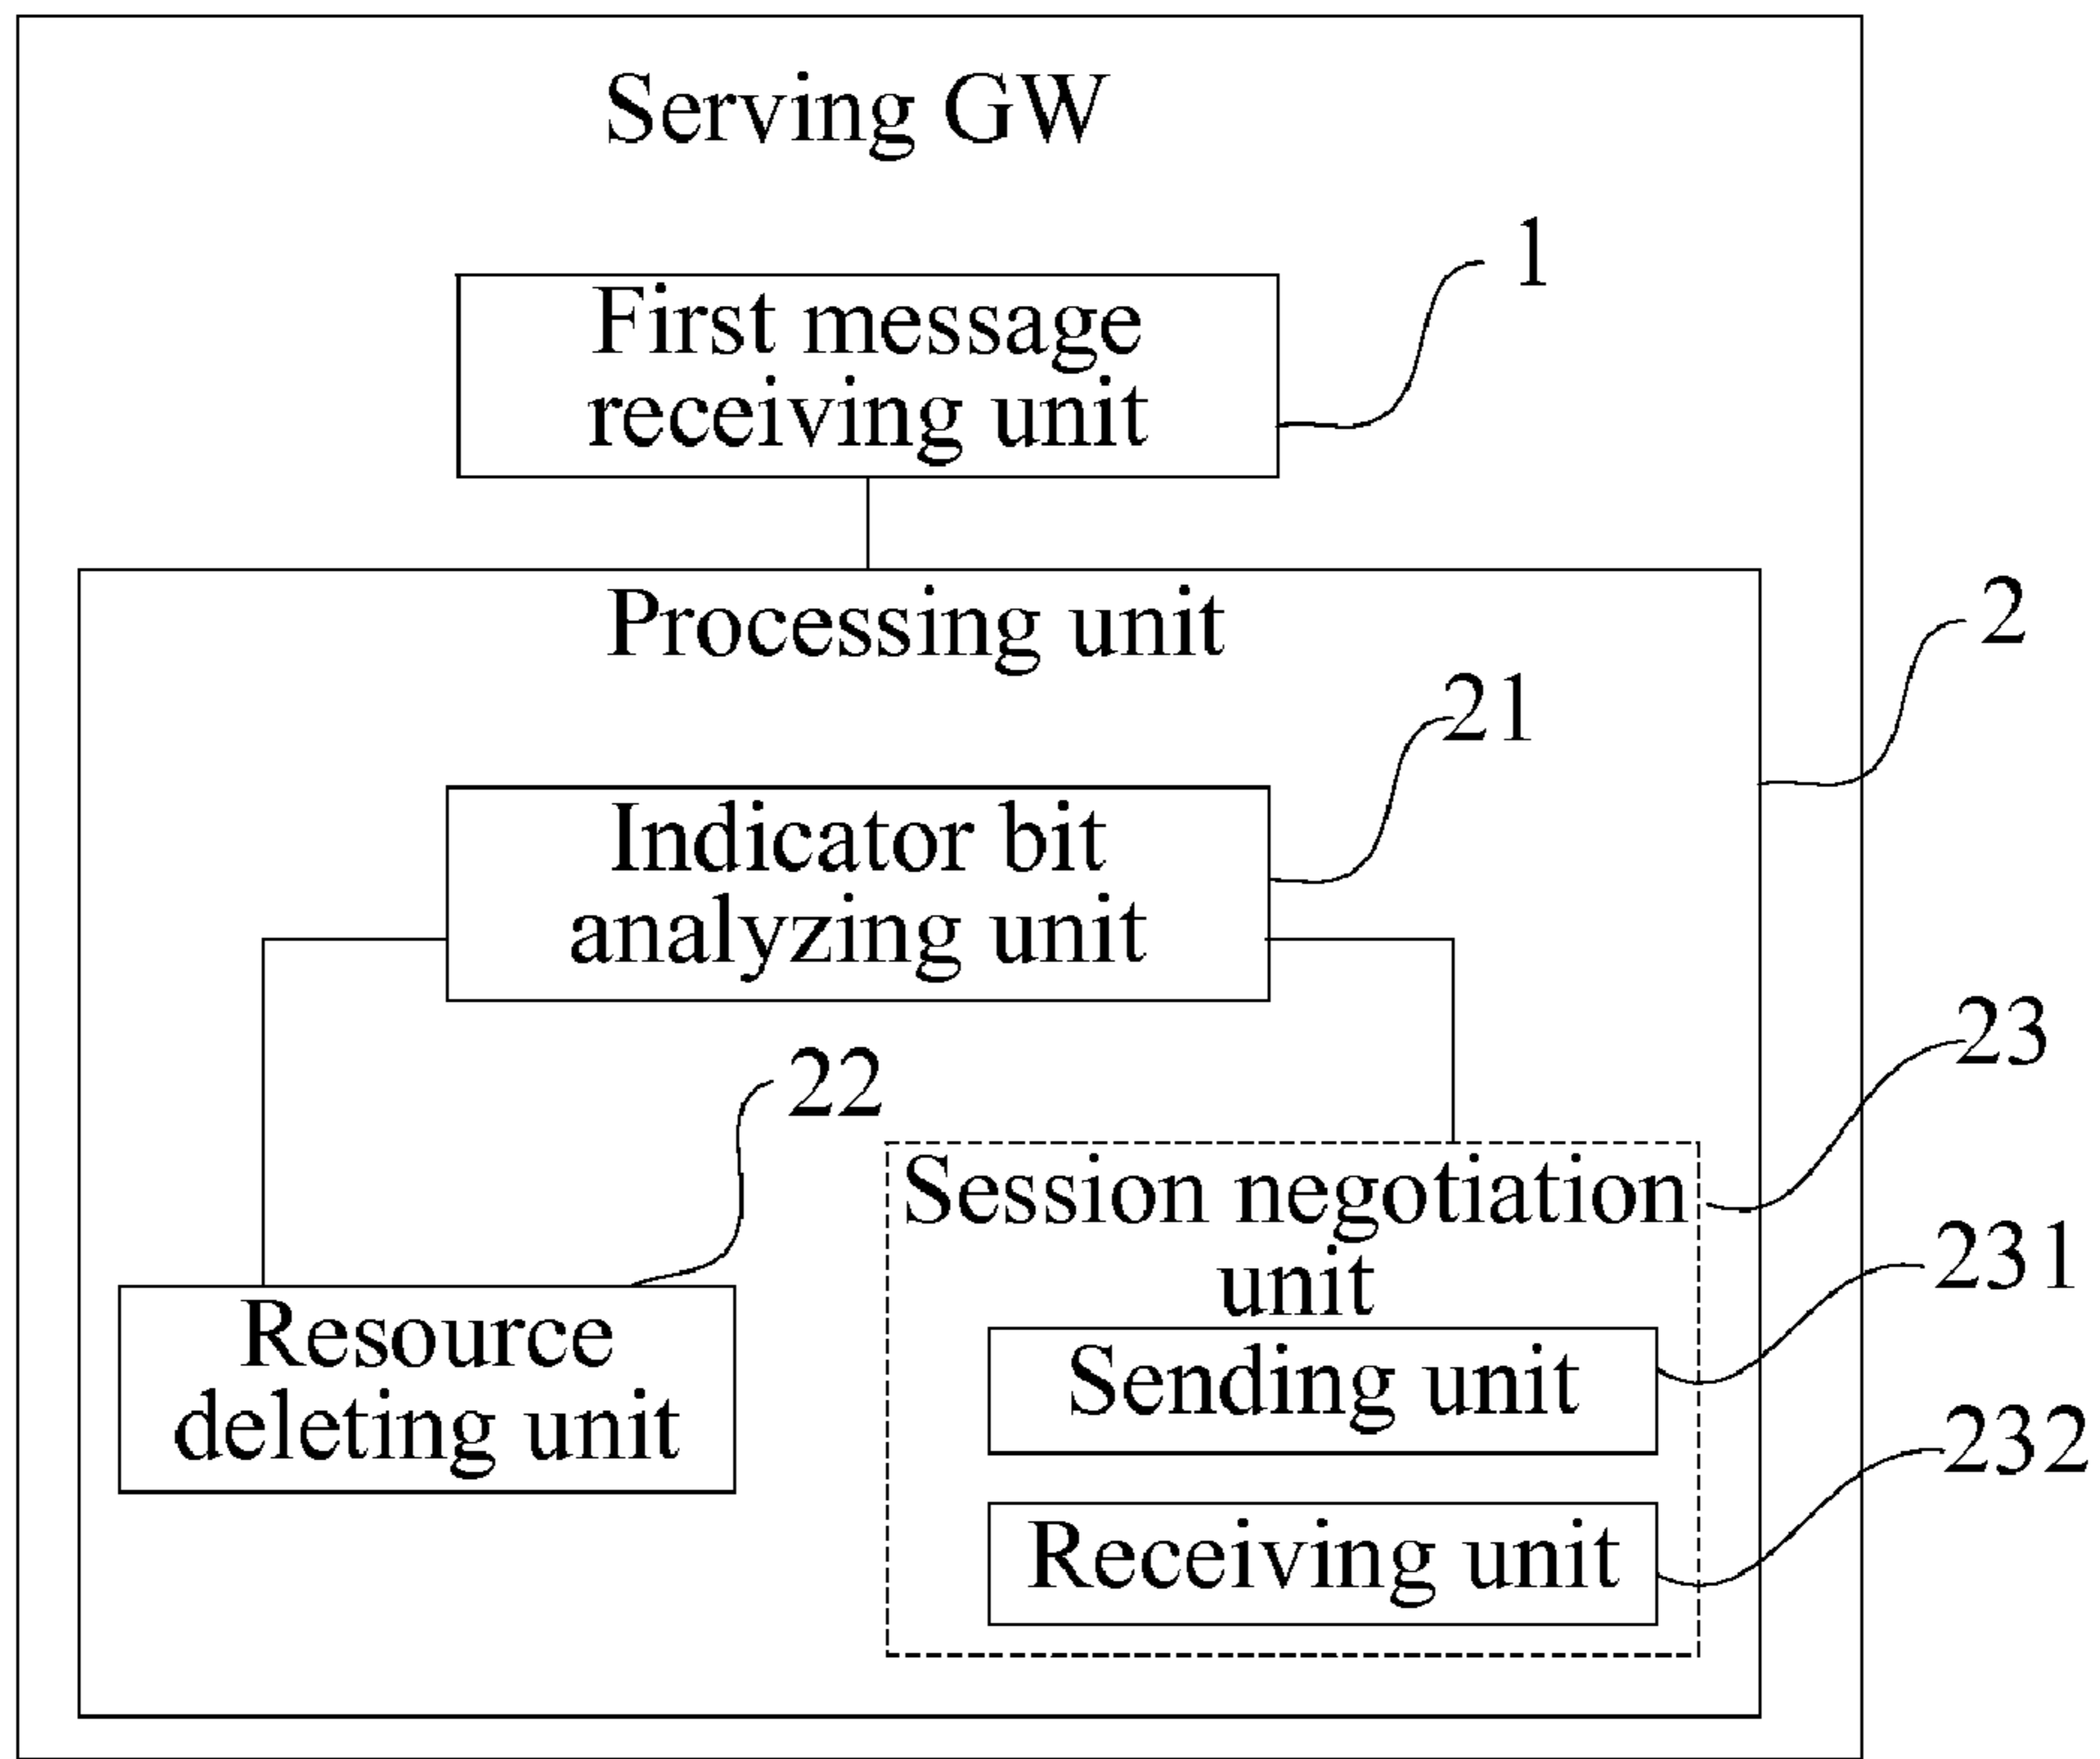 Serving GW
1
First message
receiving unit
2
Processing unit
21
Indicator bit
analyzing unit
22
23
Session negotiation
unit
231
Resource
deleting unit
Sending unit
232
Receiving unit